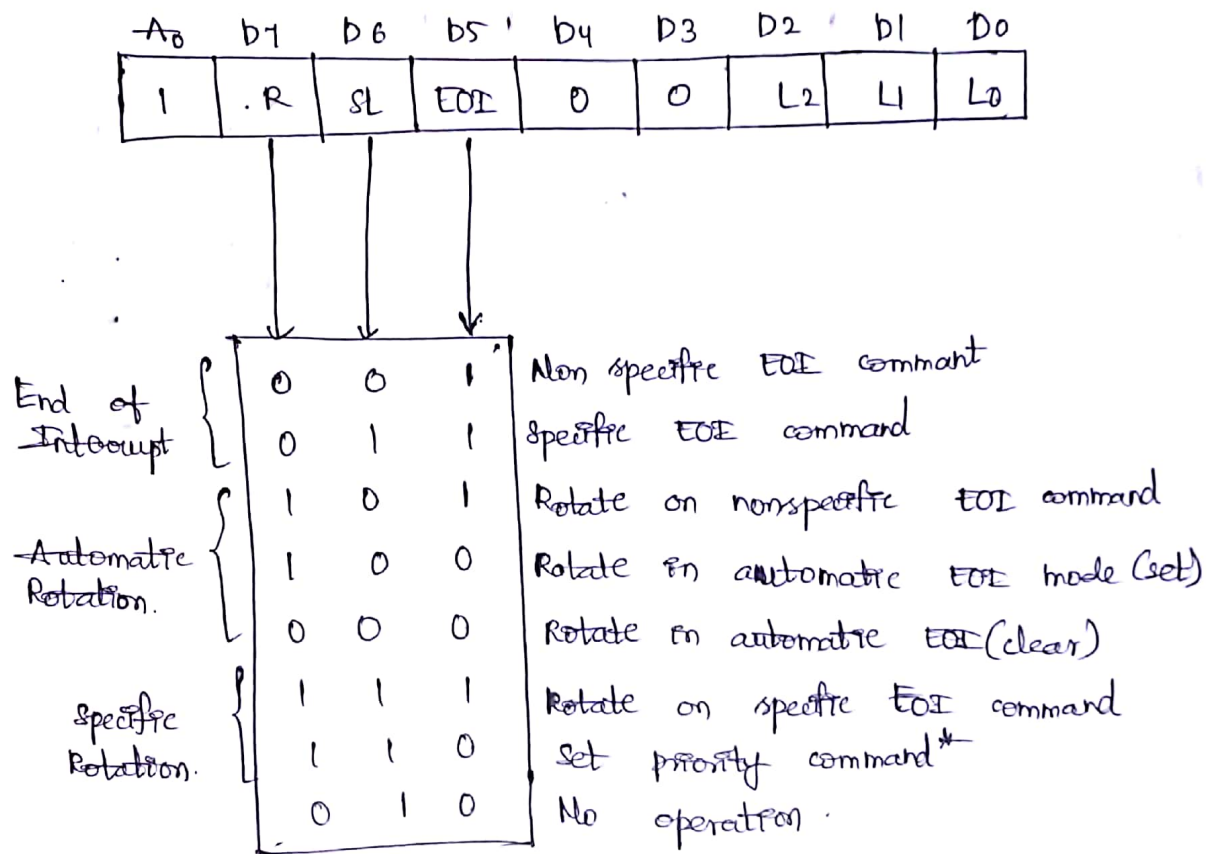 A0 D7 D6 D5 D4 D3 D2 D1 D0
1 .R SL EOI 0 0 L2 L1 L0
End of Interrupt
0 0 1 Non specific EOI commant
0 1 1 Specific EOI command
Automatic Rotation.
1 0 1 Rotate on nonspecific EOI command
1 0 0 Rotate in automatic EOI mode (set)
0 0 0 Rotate in automatic EOI (clear)
Specific Rotation.
1 1 1 Rotate on specific EOI command
1 1 0 Set priority command*
0 1 0 No operation.